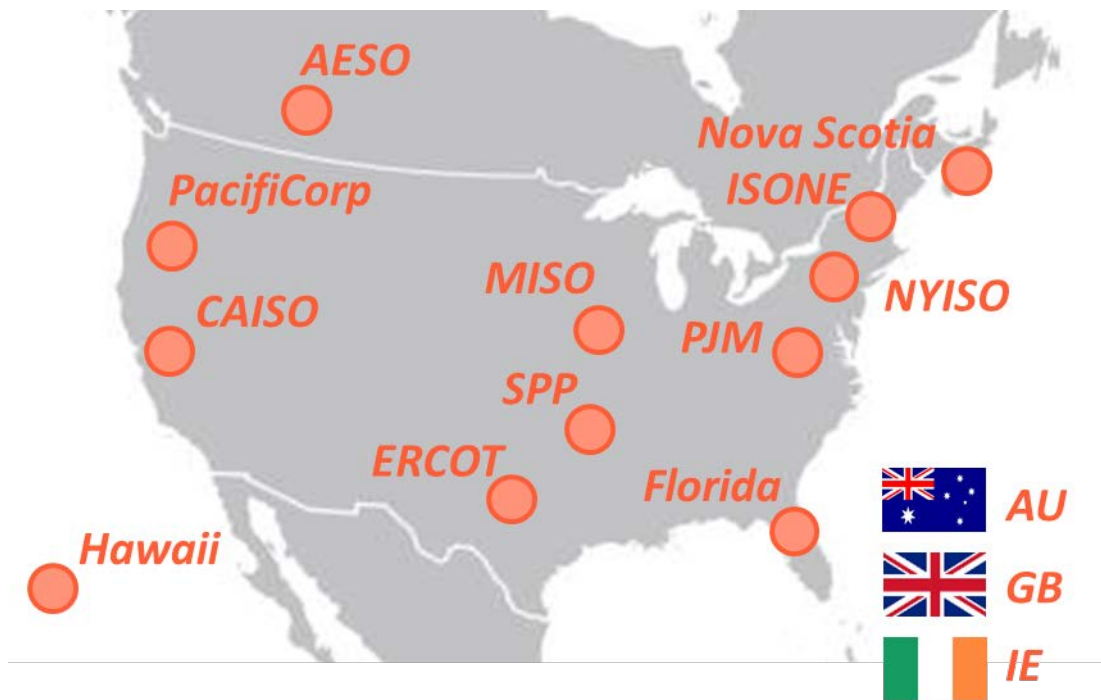 AESO
Nova Scotia
PacifiCorp
ISONE
MISO
NYISO
CAISO
PJM
SPP
ERCOT
Florida
AU
Hawaii
GB
IE